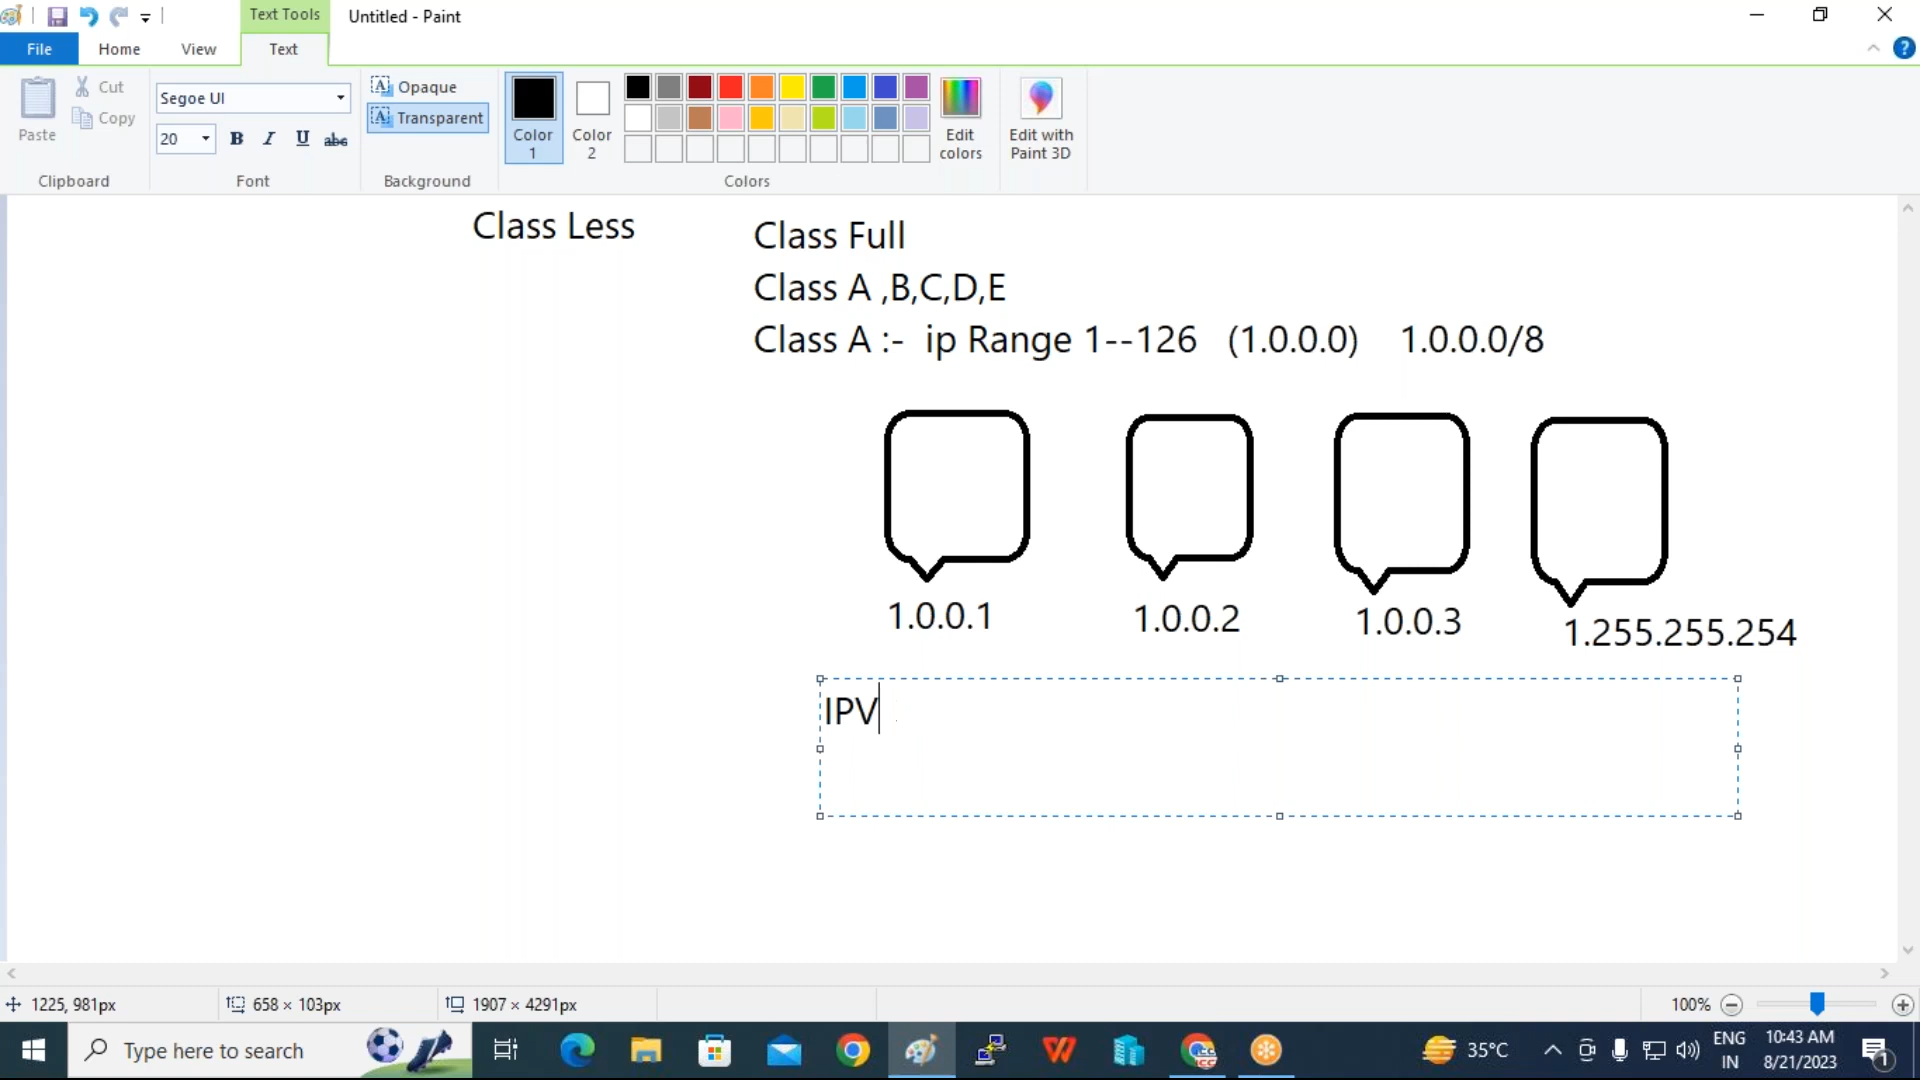 Text Tools
Untitled - Paint
File
Home
View
Text
Paste
Cut
Copy
Clipboard
Segoe UI
20
B I U abc
Font
Opaque
Transparent
Background
Color 1
Color 2
Edit colors
Colors
Edit with Paint 3D
Class Less
Class Full
Class A ,B,C,D,E
Class A :- ip Range 1--126 (1.0.0.0) 1.0.0.0/8
1.0.0.1
1.0.0.2
1.0.0.3
1.255.255.254
IPV
1225, 981px
658 × 103px
1907 × 4291px
100%
Type here to search
35°C
ENG
IN
10:43 AM
8/21/2023
1